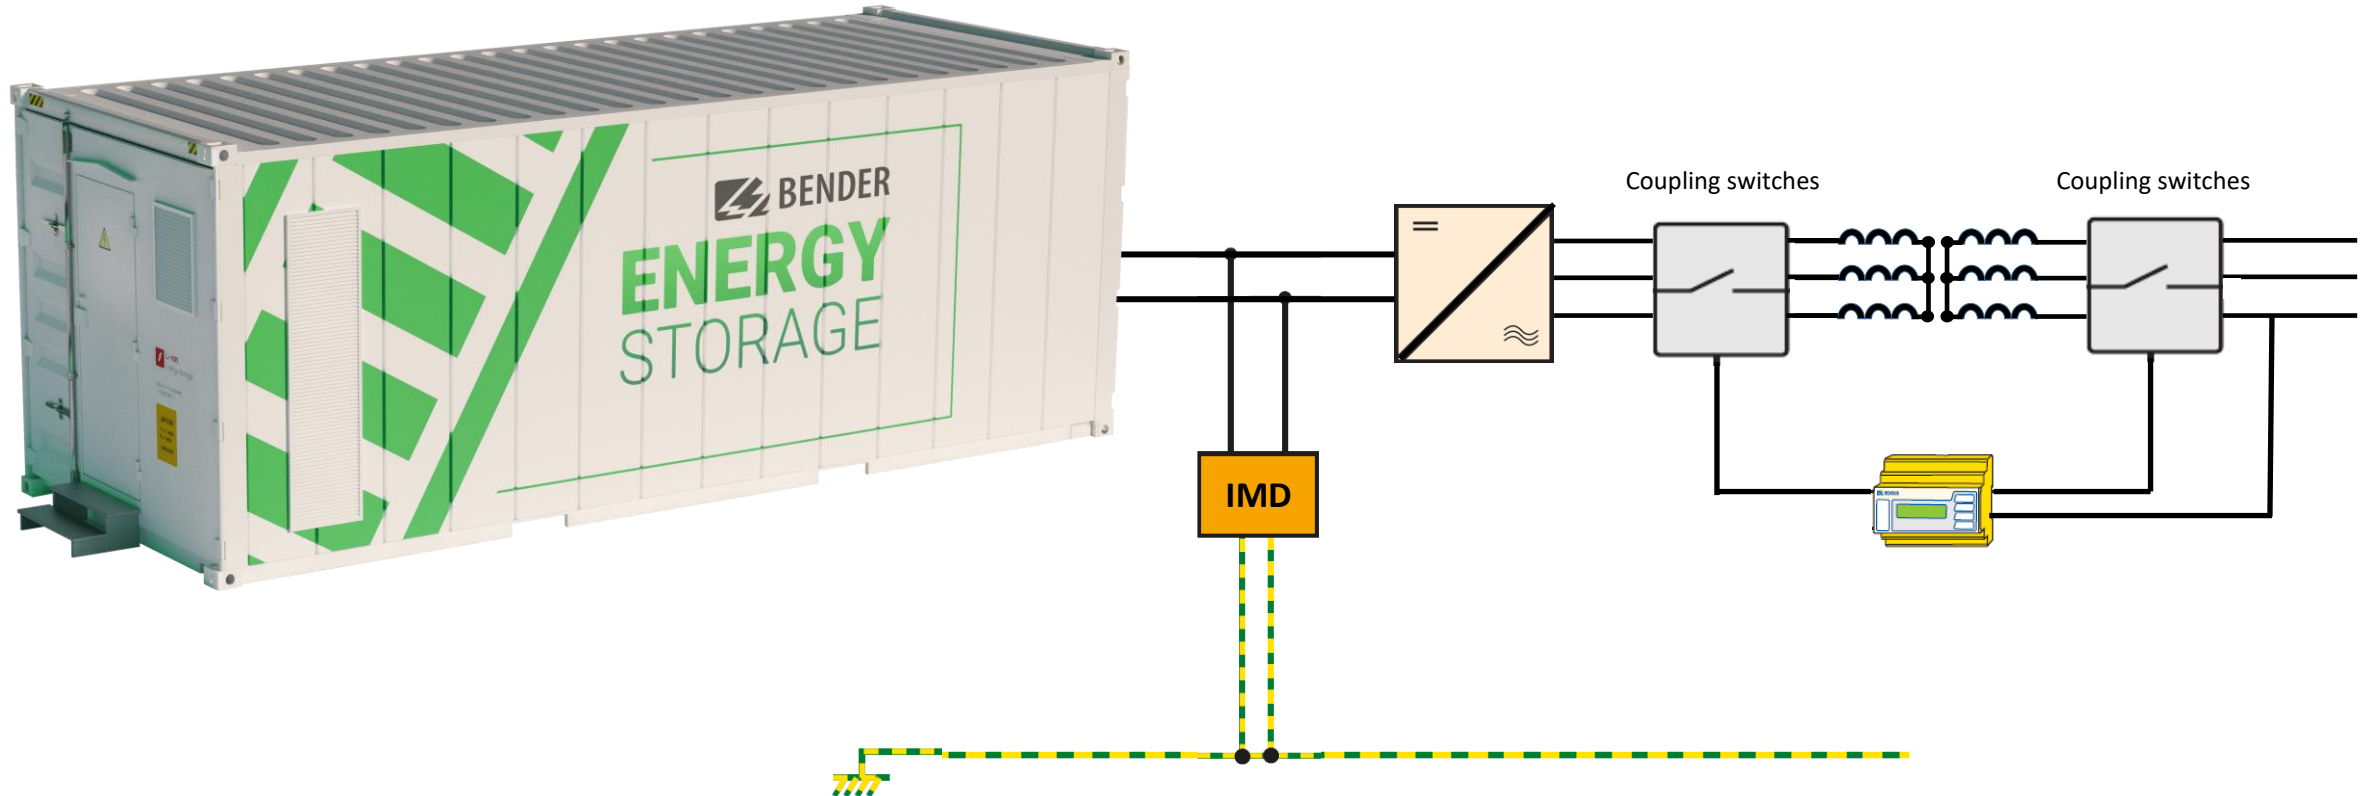 BENDER
ENERGY
STORAGE
Coupling switches
Coupling switches
IMD